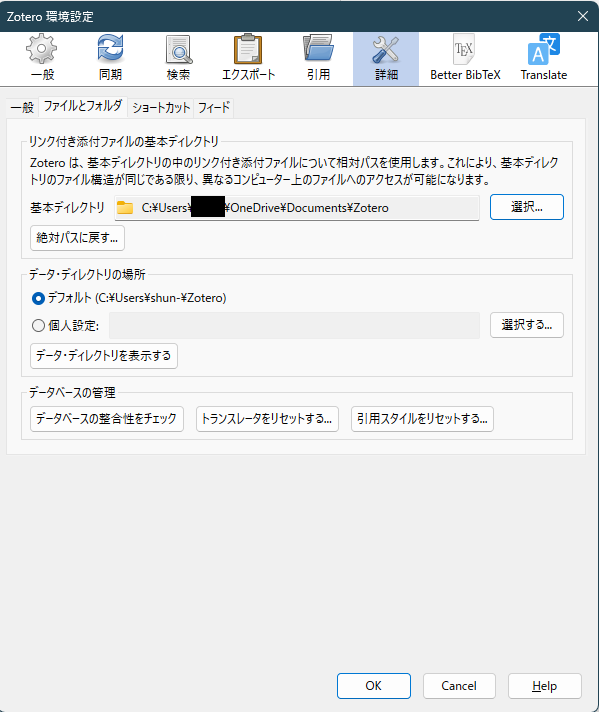 Zotero 環境設定
一般 同期 検索 エクスポート 引用 詳細 Better BibTeX Translate
一般 ファイルとフォルダ ショートカット フィード
リンク付き添付ファイルの基本ディレクトリ
Zotero は、基本ディレクトリの中のリンク付き添付ファイルについて相対パスを使用します。これにより、基本ディレク
トリのファイル構造が同じである限り、異なるコンピューター上のファイルへのアクセスが可能になります。
基本ディレクトリ C:¥Users¥ ¥OneDrive¥Documents¥Zotero 選択...
絶対パスに戻す...
データ・ディレクトリの場所
デフォルト (C:¥Users¥shun-¥Zotero)
個人設定: 選択する...
データ・ディレクトリを表示する
データベースの管理
データベースの整合性をチェック トランスレータをリセットする... 引用スタイルをリセットする...
OK Cancel Help